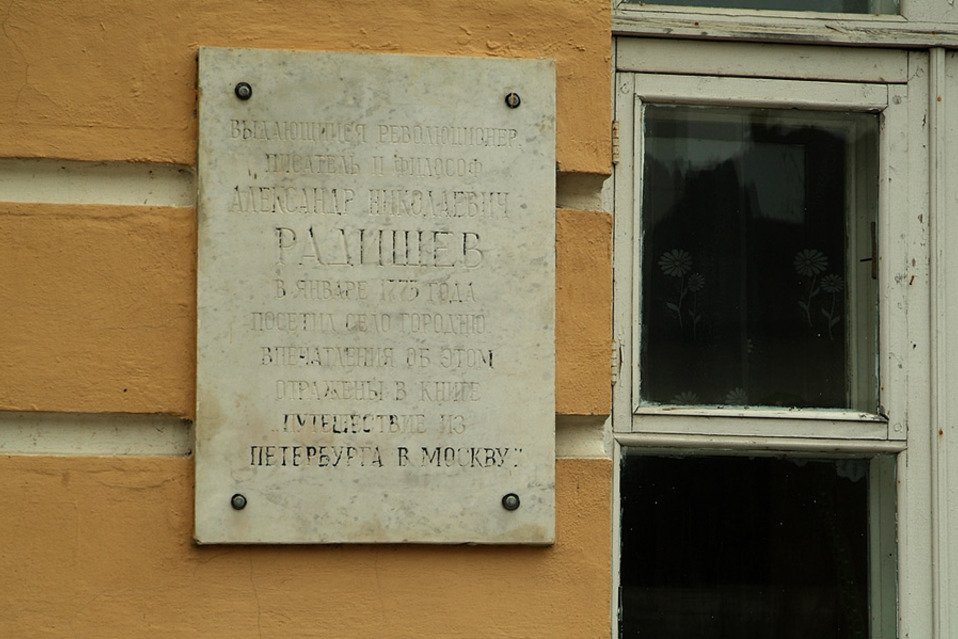 ВЫДАЮЩИЙСЯ РЕВОЛЮЦИОНЕР,
ПИСАТЕЛЬ И ФИЛОСОФ
АЛЕКСАНДР НИКОЛАЕВИЧ
РАДИЩЕВ
В ЯНВАРЕ 1775 ГОДА
ПОСЕТИЛ СЕЛО ГОРОДНЮ.
ВПЕЧАТЛЕНИЯ ОБ ЭТОМ
ОТРАЖЕНЫ В КНИГЕ
„ПУТЕШЕСТВИЕ ИЗ
ПЕТЕРБУРГА В МОСКВУ".